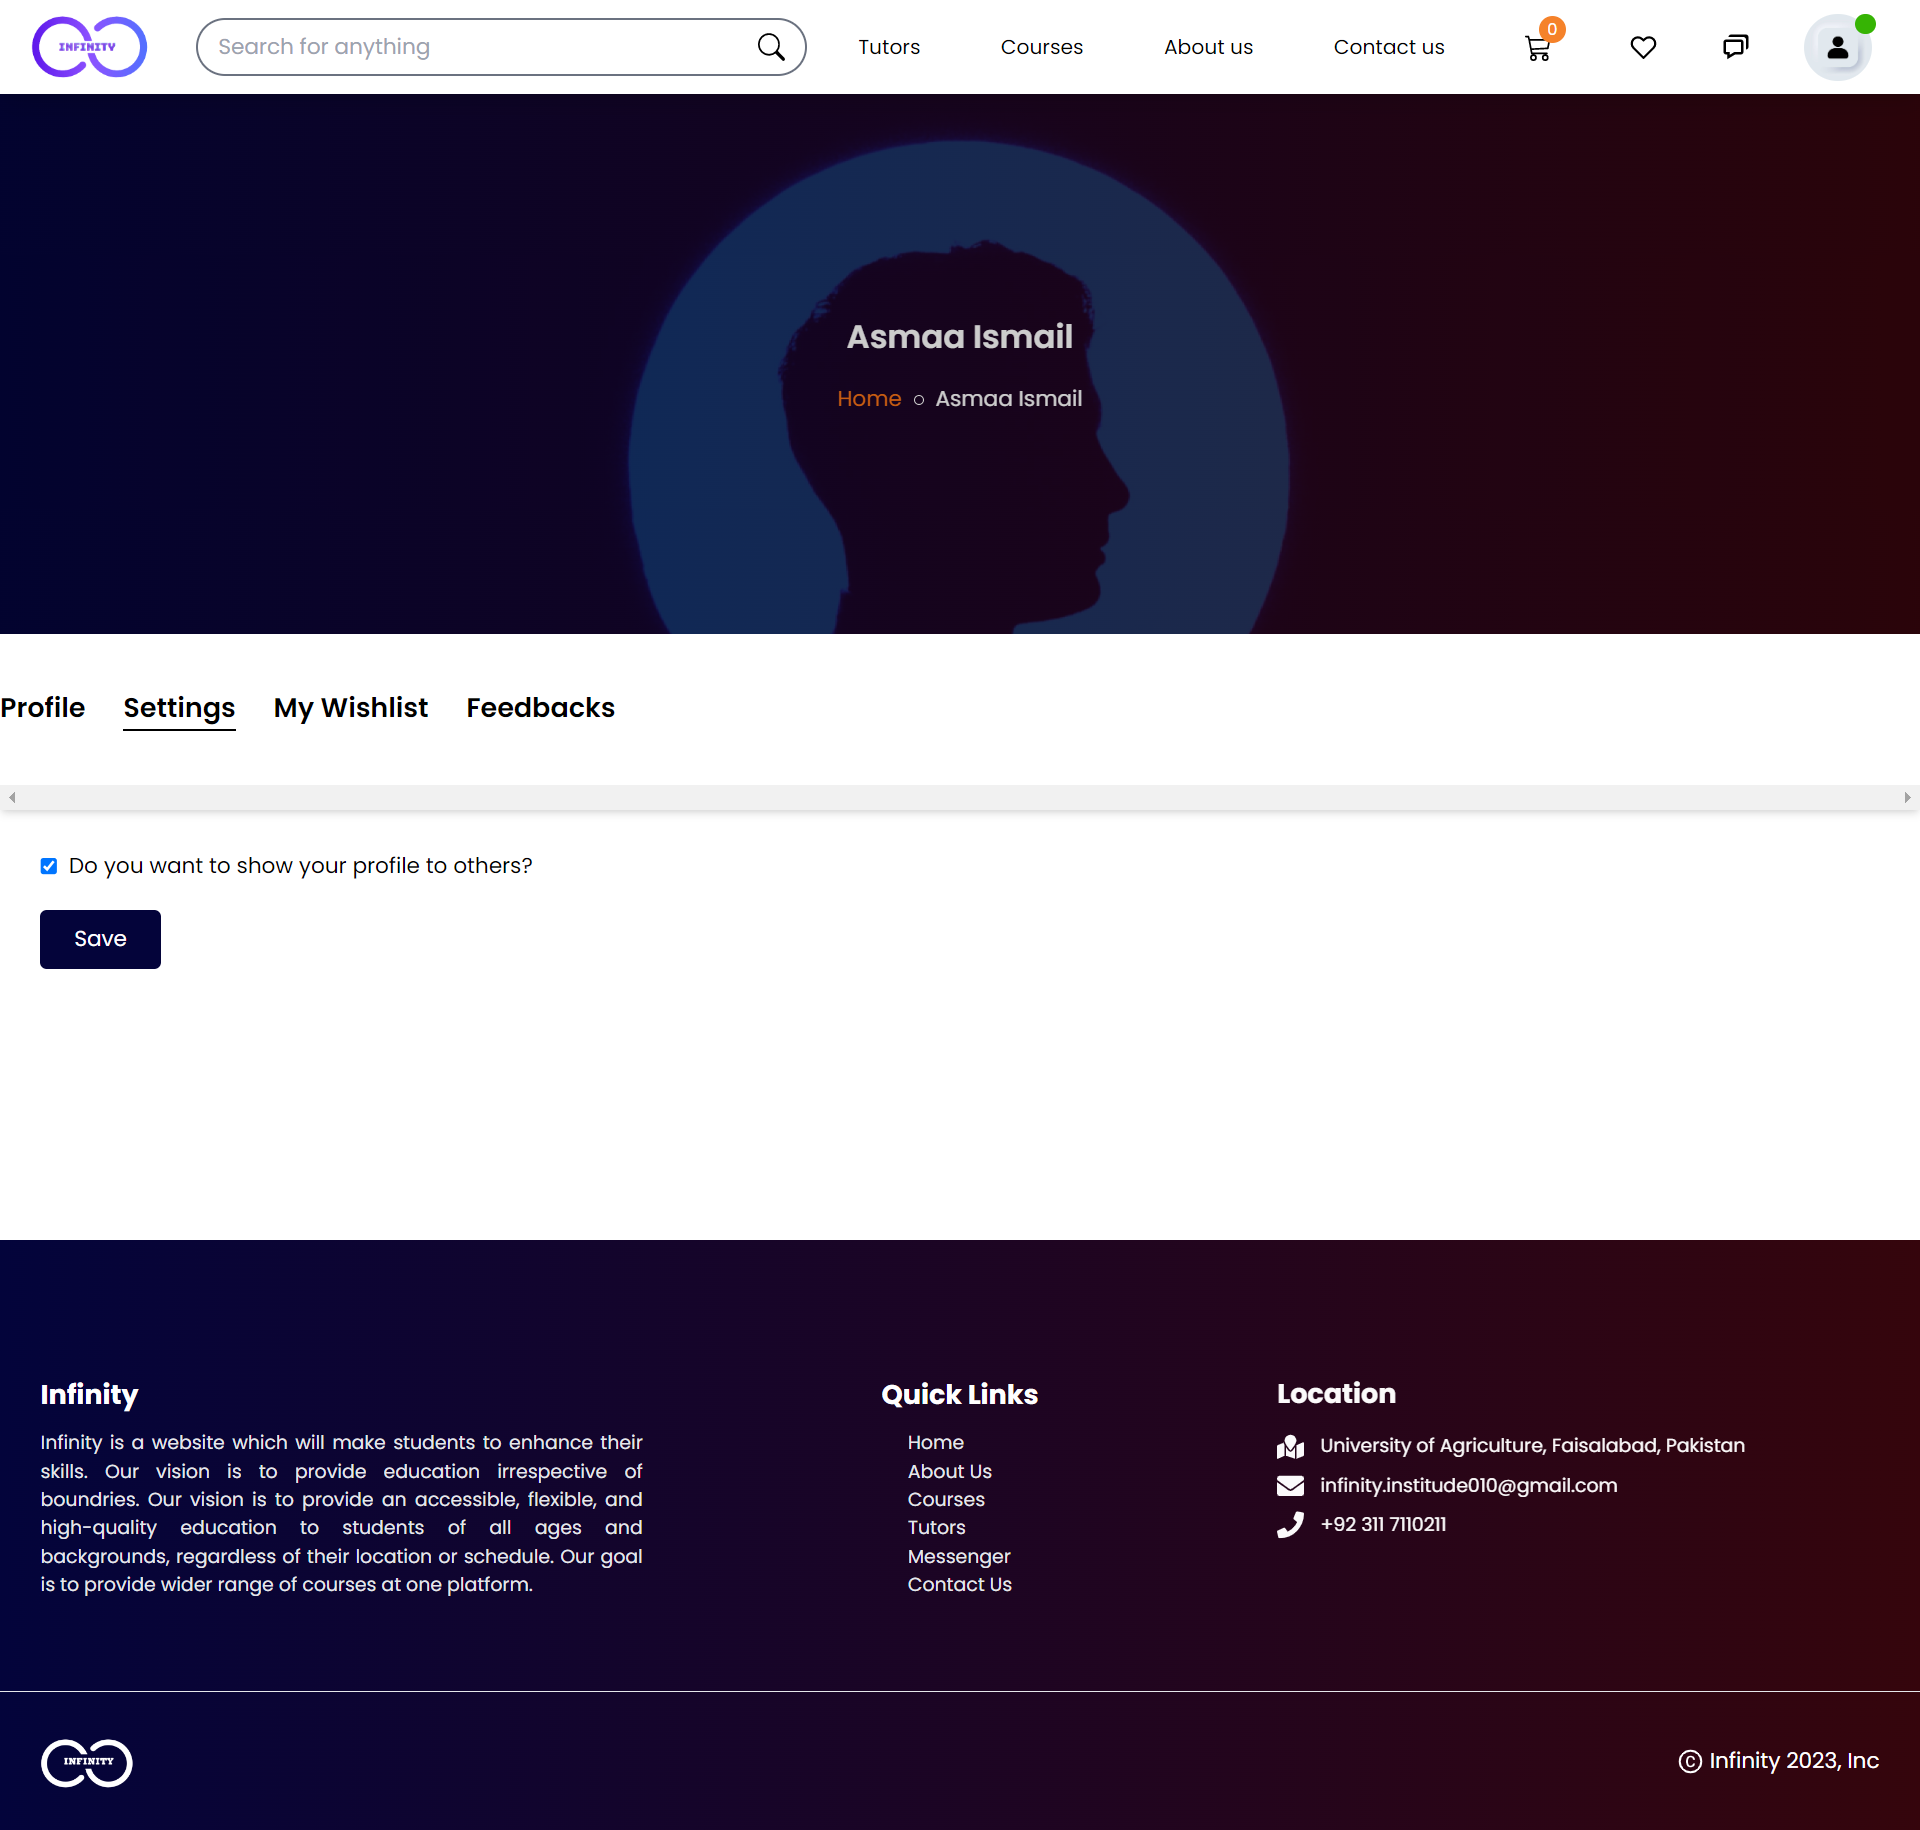 INFINITY
Search for anything
Tutors
Courses
About us
Contact us
0
Asmaa Ismail
Home ○ Asmaa Ismail
Profile
Settings
My Wishlist
Feedbacks
Do you want to show your profile to others?
Save
Infinity
Infinity is a website which will make students to enhance their
skills. Our vision is to provide education irrespective of
boundries. Our vision is to provide an accessible, flexible, and
high-quality education to students of all ages and
backgrounds, regardless of their location or schedule. Our goal
is to provide wider range of courses at one platform.
Quick Links
Home
About Us
Courses
Tutors
Messenger
Contact Us
Location
University of Agriculture, Faisalabad, Pakistan
infinity.institude010@gmail.com
+92 311 7110211
INFINITY
© Infinity 2023, Inc